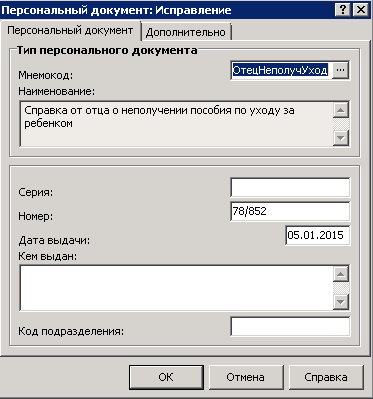 Персональный документ: Исправление
Персональный документ Дополнительно
Тип персонального документа
Мнемокод: ОтецНеполучУход ...
Наименование:
Справка от отца о неполучении пособия по уходу за
ребенком
Серия:
Номер: 78/852
Дата выдачи: 05.01.2015
Кем выдан:
Код подразделения:
OK Отмена Справка